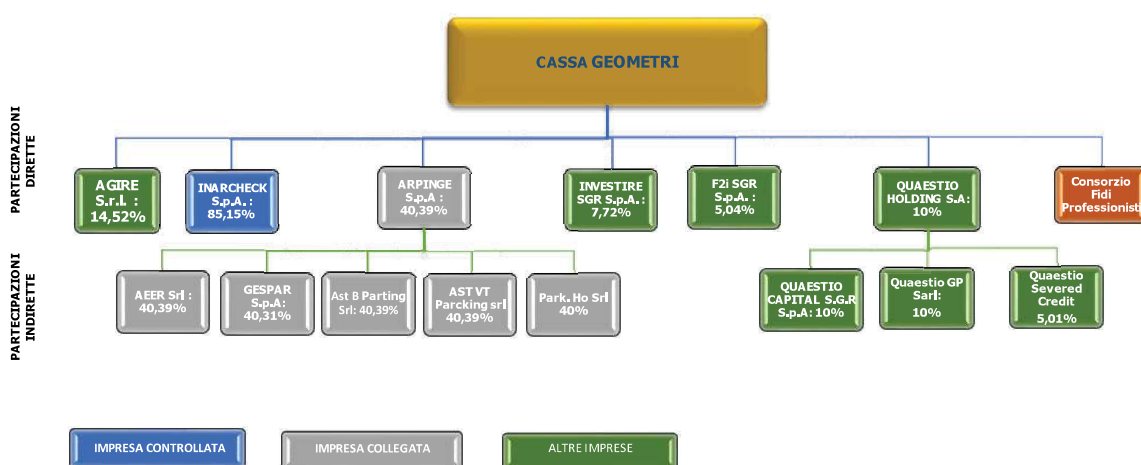 CASSA GEOMETRI
PARTECIPAZIONI
DIRETTE
AGIRE
S.r.l. :
14,52%
INARCHECK
S.p.A. :
85,15%
ARPINGE
S.p.A :
40,39%
INVESTIRE
SGR S.p.A.:
7,72%
F2i SGR
S.p.A. :
5,04%
QUAESTIO
HOLDING S.A:
10%
Consorzio
Fidi
Professionisti
PARTECIPAZIONI
INDIRETTE
AEER Srl :
40,39%
GESPAR
S.p.A:
40,31%
Ast B Parting
Srl: 40,39%
AST VT
Parcking srl
40,39%
Park. Ho Srl
40%
QUAESTIO
CAPITAL S.G.R
S.p.A: 10%
Quaestio GP
Sarl:
10%
Quaestio
Severed
Credit
5,01%
IMPRESA CONTROLLATA
IMPRESA COLLEGATA
ALTRE IMPRESE